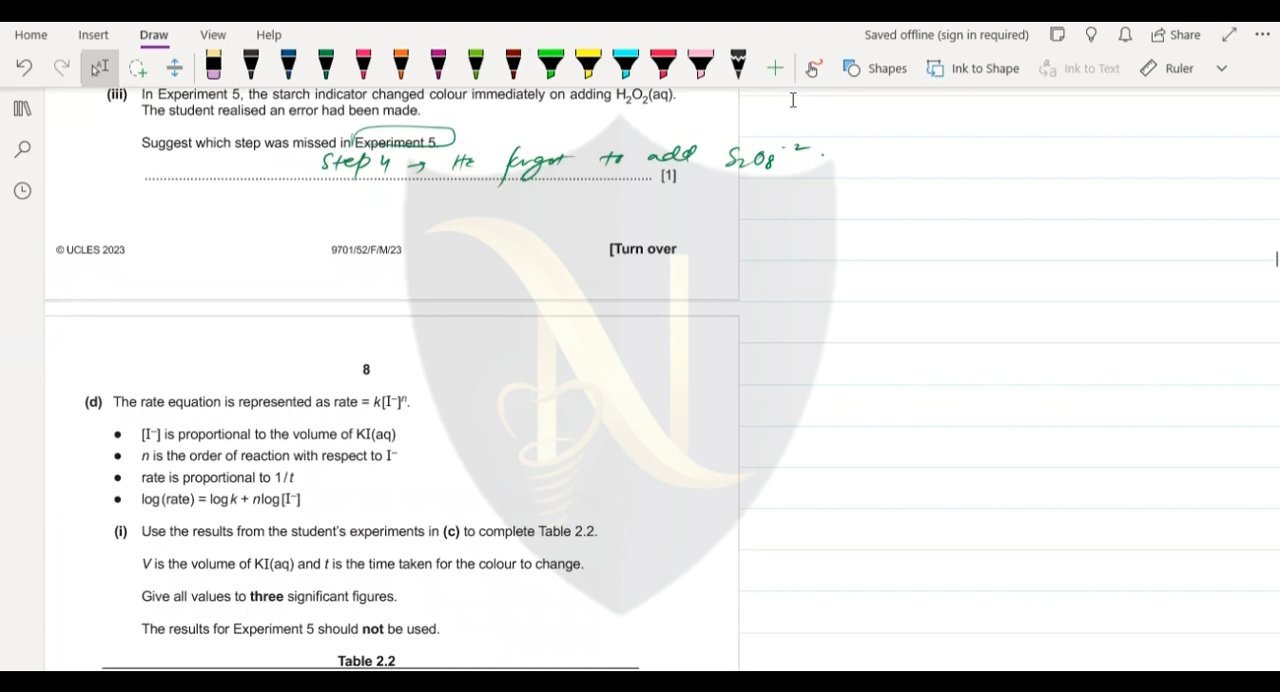 Home Insert Draw View Help Saved offline (sign in required) Share
Shapes Ink to Shape Ink to Text Ruler
(iii) In Experiment 5, the starch indicator changed colour immediately on adding H₂O₂(aq).
The student realised an error had been made.
Suggest which step was missed in Experiment 5.
Step 4 → He forgot to add S₂O₈⁻².
[1]
© UCLES 2023 9701/52/F/M/23 [Turn over
8
(d) The rate equation is represented as rate = k[I⁻]ⁿ.
• [I⁻] is proportional to the volume of KI(aq)
• n is the order of reaction with respect to I⁻
• rate is proportional to 1/t
• log(rate) = log k + nlog[I⁻]
(i) Use the results from the student's experiments in (c) to complete Table 2.2.
V is the volume of KI(aq) and t is the time taken for the colour to change.
Give all values to three significant figures.
The results for Experiment 5 should not be used.
Table 2.2